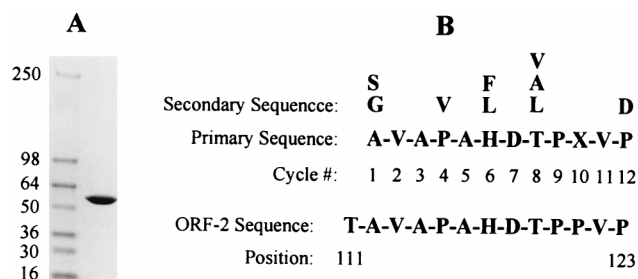 A
B
250
98
64
50
36
30
16
V
S F A
Secondary Sequencce: G V L L D
Primary Sequence: A-V-A-P-A-H-D-T-P-X-V-P
Cycle #: 1 2 3 4 5 6 7 8 9 10 11 12
ORF-2 Sequence: T-A-V-A-P-A-H-D-T-P-P-V-P
Position: 111 123